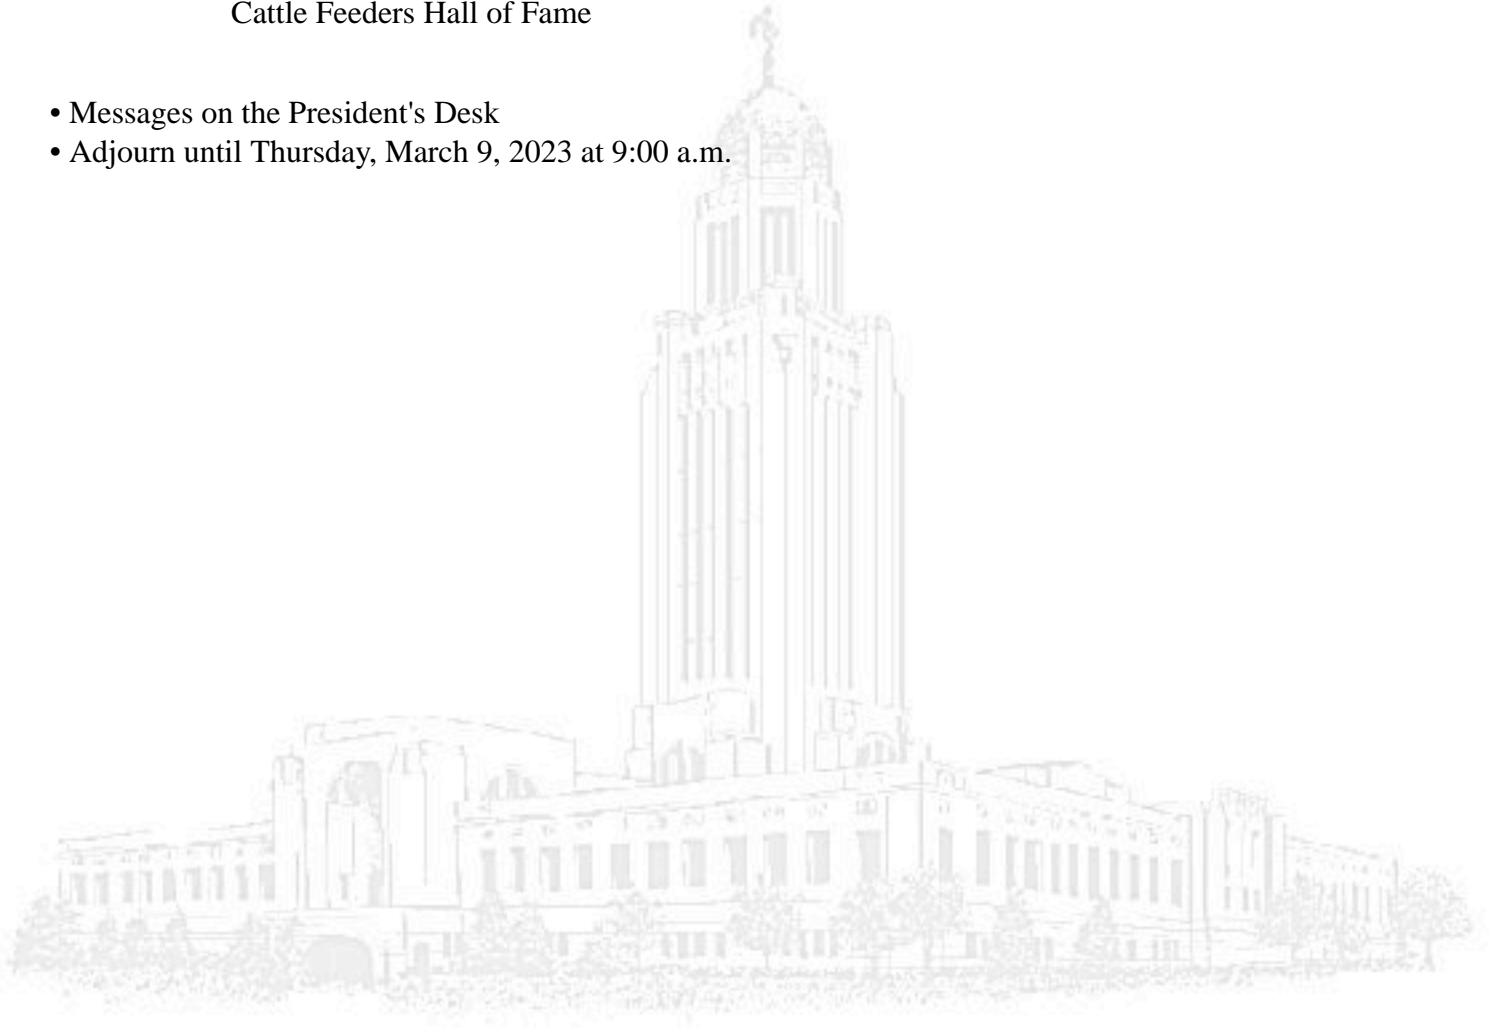 Cattle Feeders Hall of Fame
• Messages on the President's Desk
• Adjourn until Thursday, March 9, 2023 at 9:00 a.m.